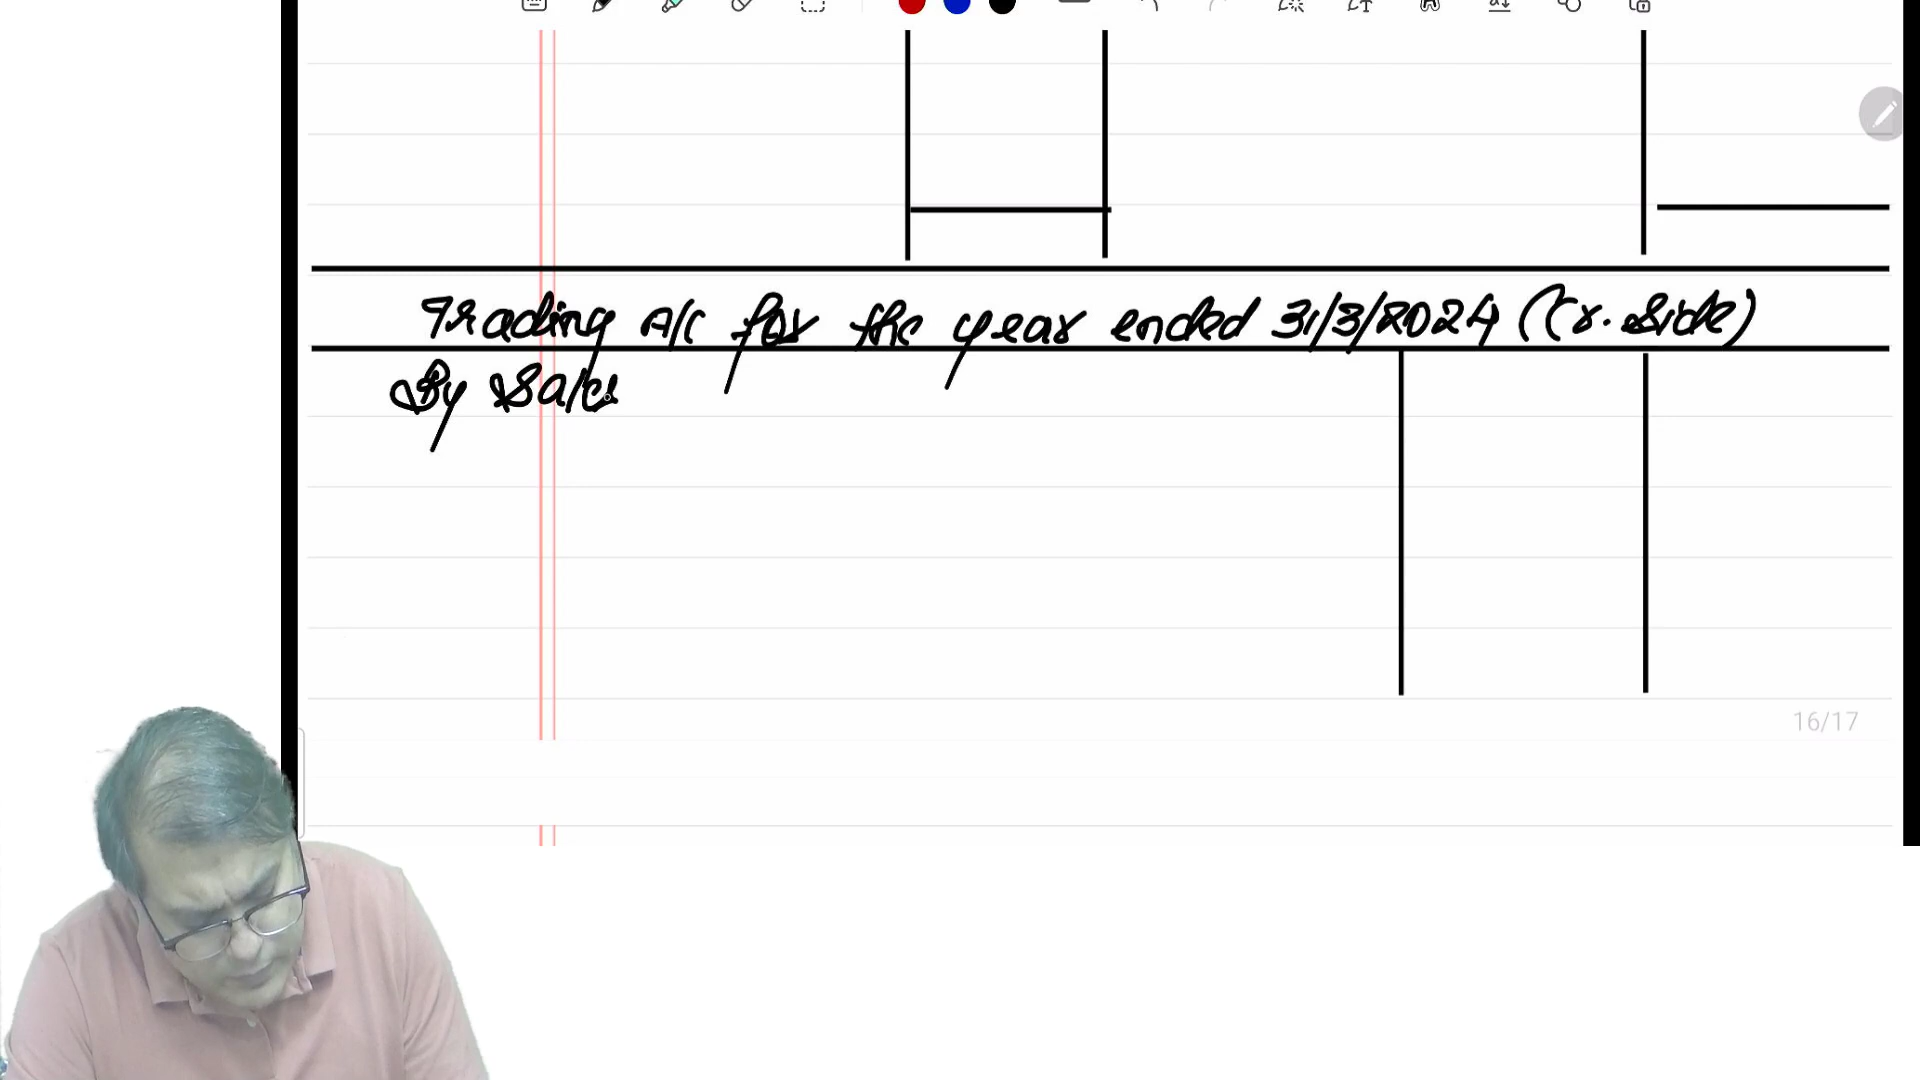 Trading A/c for the year ended 31/3/2024 (Cr. Side)
By Sales
16/17